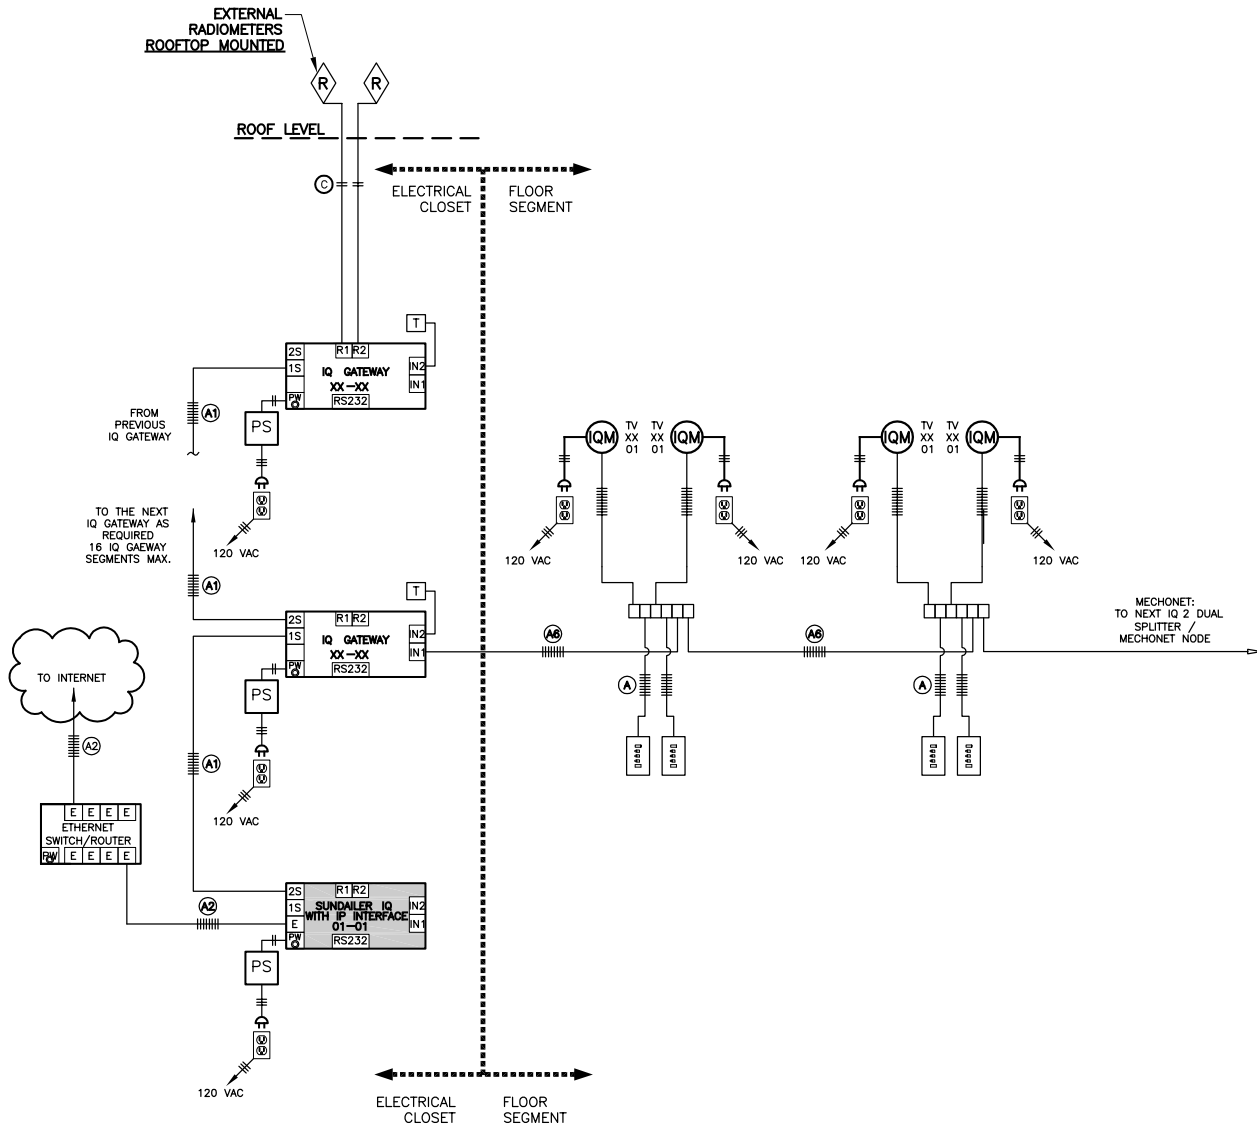 EXTERNAL
RADIOMETERS
ROOFTOP MOUNTED
R
R
ROOF LEVEL
C
ELECTRICAL
CLOSET
FLOOR
SEGMENT
T
2S
R1 R2
1S
IQ GATEWAY
IN2
XX-XX
IN1
PW
RS232
A1
FROM
PREVIOUS
IQ GATEWAY
PS
120 VAC
IQM
TV
XX
01
TV
XX
01
IQM
IQM
TV
XX
01
TV
XX
01
IQM
120 VAC
120 VAC
120 VAC
120 VAC
TO THE NEXT
IQ GATEWAY AS
REQUIRED
16 IQ GAEWAY
SEGMENTS MAX.
A1
T
2S
R1 R2
1S
IQ GATEWAY
IN2
XX-XX
IN1
PW
RS232
A6
A6
MECHONET:
TO NEXT IQ 2 DUAL
SPLITTER /
MECHONET NODE
TO INTERNET
PS
A
A
A2
A1
120 VAC
E E E E
ETHERNET
SWITCH/ROUTER
PW E E E E
2S
R1 R2
1S
SUNDAILER IQ
IN2
WITH IP INTERFACE
E
01-01
IN1
PW
RS232
A2
PS
120 VAC
ELECTRICAL
CLOSET
FLOOR
SEGMENT